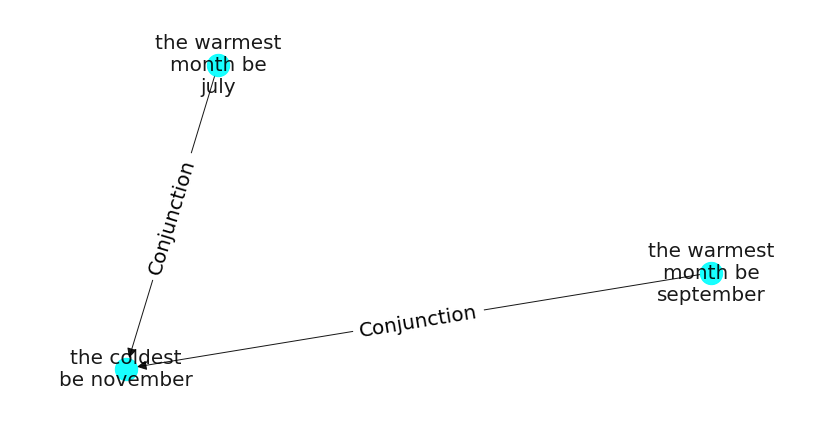 the warmest
month be
july
Conjunction
the warmest
month be
september
Conjunction
the coldest
be november